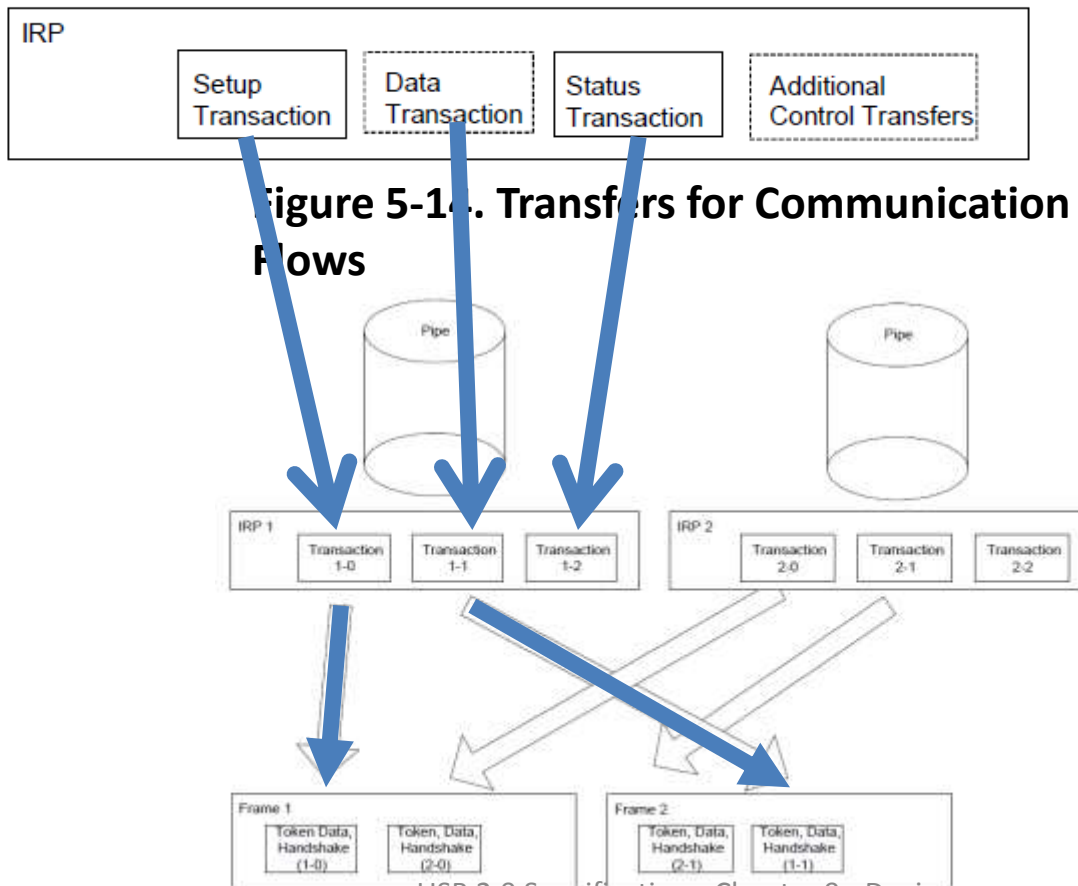 IRP
Setup
Transaction
Data
Transaction
Status
Transaction
Additional
Control Transfers
Figure 5-14. Transfers for Communication
Flows
Pipe
Pipe
IRP 1
Transaction
1-0
Transaction
1-1
Transaction
1-2
IRP 2
Transaction
2-0
Transaction
2-1
Transaction
2-2
Frame 1
Token Data,
Handshake
(1-0)
Token, Data,
Handshake
(2-0)
Frame 2
Token, Data,
Handshake
(2-1)
Token, Data,
Handshake
(1-1)